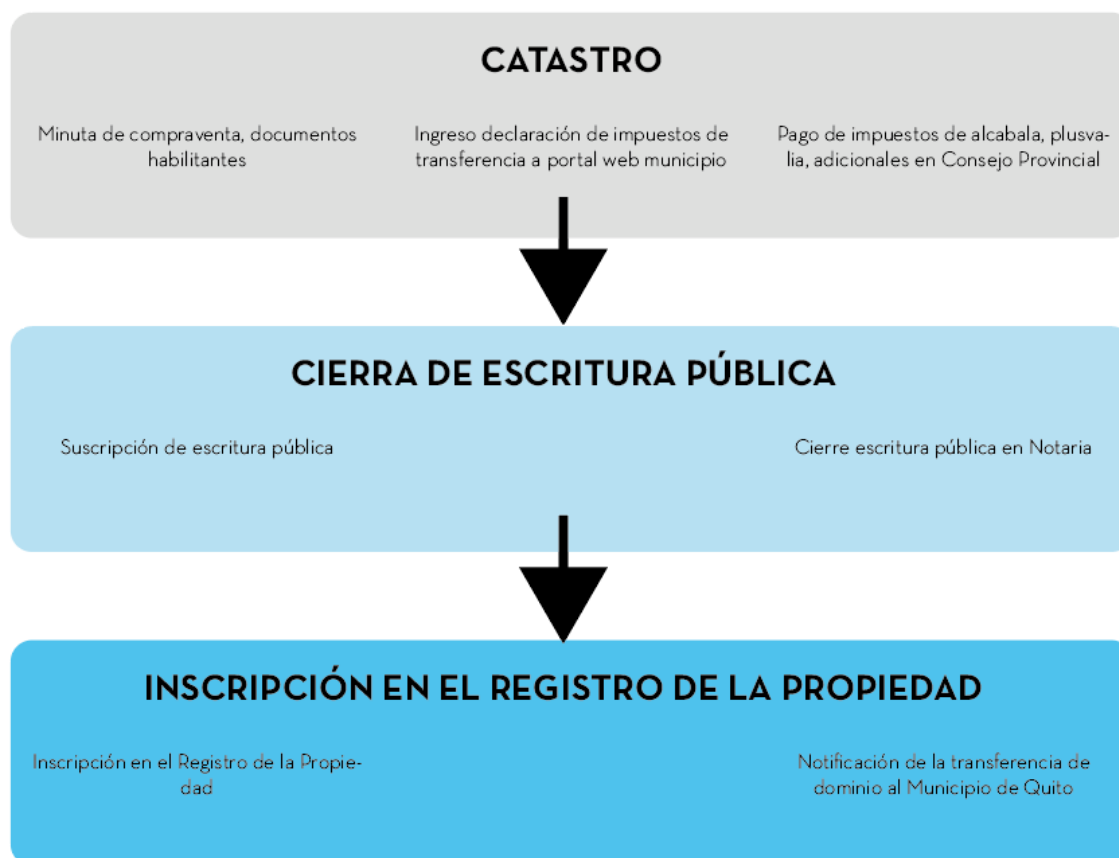 CATASTRO
Minuta de compraventa, documentos
habilitantes
Ingreso declaración de impuestos de
transferencia a portal web municipio
Pago de impuestos de alcabala, plusva-
lia, adicionales en Consejo Provincial
CIERRA DE ESCRITURA PÚBLICA
Suscripción de escritura pública
Cierre escritura pública en Notaria
INSCRIPCIÓN EN EL REGISTRO DE LA PROPIEDAD
Inscripción en el Registro de la Propie-
dad
Notificación de la transferencia de
dominio al Municipio de Quito